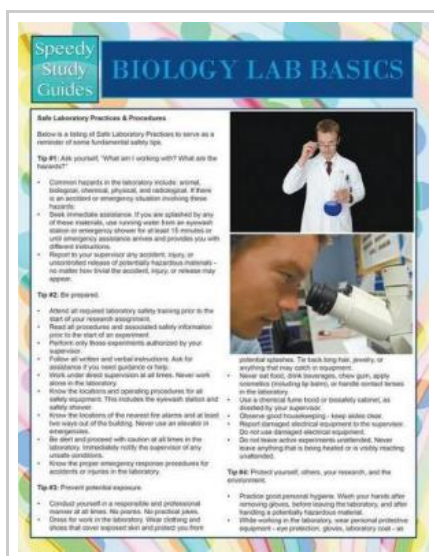 Speedy
Study
Guides
BIOLOGY LAB BASICS
Safe Laboratory Practices & Procedures
Below is a listing of Safe Laboratory Practices to serve as a
reminder of some fundamental safety tips.
Tip #1: Ask yourself, "What am I working with? What are the
hazards?"
• Common hazards in the laboratory include: animal,
biological, chemical, physical, and radiological. If there
is an accident or emergency situation involving these
hazards:
• Seek immediate assistance. If you are splashed by any
of these materials, use running water from an eyewash
station or emergency shower for at least 15 minutes or
until emergency assistance arrives and provides you with
different instructions.
• Report to your supervisor any accident, injury, or
uncontrolled release of potentially hazardous materials -
no matter how trivial the accident, injury, or release may
appear.
Tip #2: Be prepared.
• Attend all required laboratory safety training prior to the
start of your research assignment.
• Read all procedures and associated safety information
prior to the start of an experiment.
• Perform only those experiments authorized by your
supervisor.
• Follow all written and verbal instructions. Ask for
assistance if you need guidance or help.
• Work under direct supervision at all times. Never work
alone in the laboratory.
• Know the locations and operating procedures for all
safety equipment. This includes the eyewash station and
safety shower.
• Know the locations of the nearest fire alarms and at least
two ways out of the building. Never use an elevator in
emergencies.
• Be alert and proceed with caution at all times in the
laboratory. Immediately notify the supervisor of any
unsafe conditions.
• Know the proper emergency response procedures for
accidents or injuries in the laboratory.
Tip #3: Prevent potential exposure.
• Conduct yourself in a responsible and professional
manner at all times. No pranks. No practical jokes.
• Dress for work in the laboratory. Wear clothing and
shoes that cover exposed skin and protect you from
potential splashes. Tie back long hair, jewelry, or
anything that may catch in equipment.
• Never eat food, drink beverages, chew gum, apply
cosmetics (including lip balm), or handle contact lenses
in the laboratory.
• Use a chemical fume hood or biosafety cabinet, as
directed by your supervisor.
• Observe good housekeeping - keep aisles clear.
• Report damaged electrical equipment to the supervisor.
Do not use damaged electrical equipment.
• Do not leave active experiments unattended. Never
leave anything that is being heated or is visibly reacting
unattended.
Tip #4: Protect yourself, others, your research, and the
environment.
• Practice good personal hygiene. Wash your hands after
removing gloves, before leaving the laboratory, and after
handling a potentially hazardous material.
• While working in the laboratory, wear personal protective
equipment - eye protection, gloves, laboratory coat - as